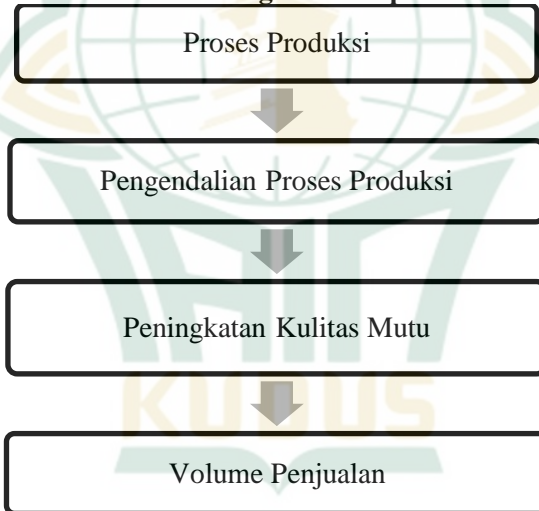 Proses Produksi
Pengendalian Proses Produksi
Peningkatan Kulitas Mutu
KUDUS
Volume Penjualan